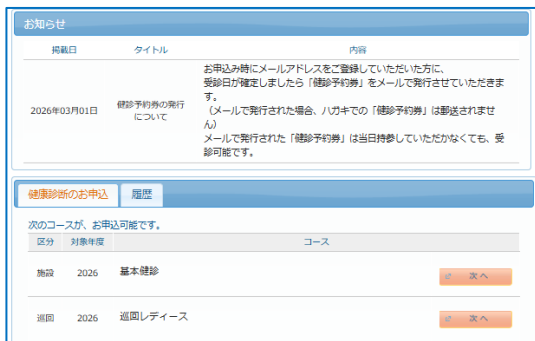 お知らせ
掲載日 タイトル 内容
2026年03月01日 健診予約券の発行
について
お申込み時にメールアドレスをご登録していただいた方に、
受診日が確定しましたら「健診予約券」をメールで発行させていただきま
す。
（メールで発行された場合、ハガキでの「健診予約券」は郵送されませ
ん）
メールで発行された「健診予約券」は当日持参していただかなくても、受
診可能です。
健康診断のお申込 履歴
次のコースが、お申込可能です。
区分 対象年度 コース
施設 2026 基本健診 次へ
巡回 2026 巡回レディース 次へ